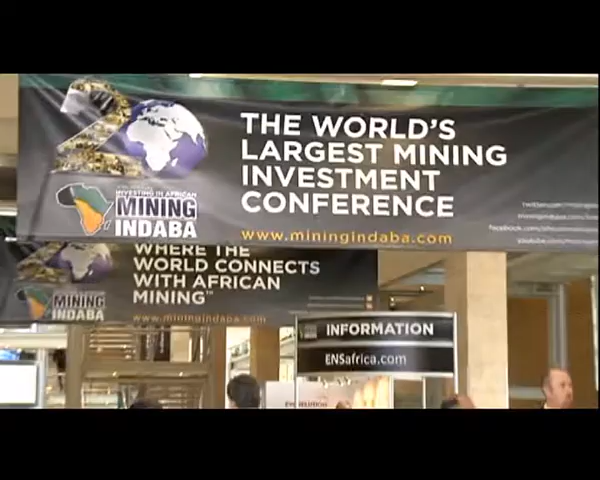 20
THE WORLD'S
LARGEST MINING
INVESTMENT
CONFERENCE
www.miningindaba.com
INVESTING IN AFRICAN
MINING
INDABA
WHERE THE
WORLD CONNECTS
WITH AFRICAN
MINING™
www.miningindaba.com
MINING
INDABA
INFORMATION
ENSafrica.com